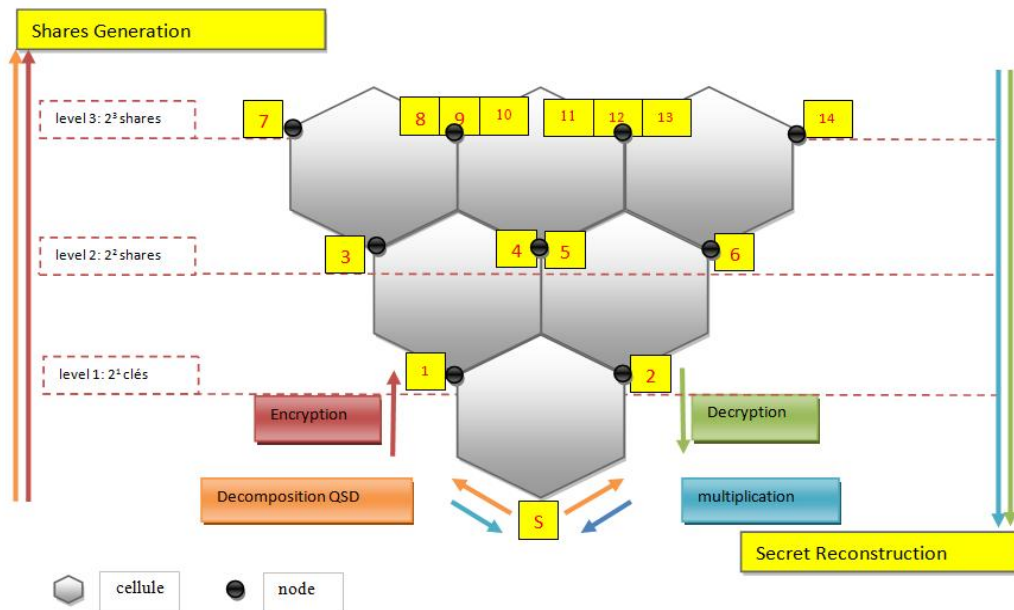 Shares Generation
level 3: 2³ shares
7
8
9
10
11
12
13
14
level 2: 2² shares
3
4
5
6
level 1: 2¹ clés
1
2
Encryption
Decryption
Decomposition QSD
S
multiplication
Secret Reconstruction
cellule
node